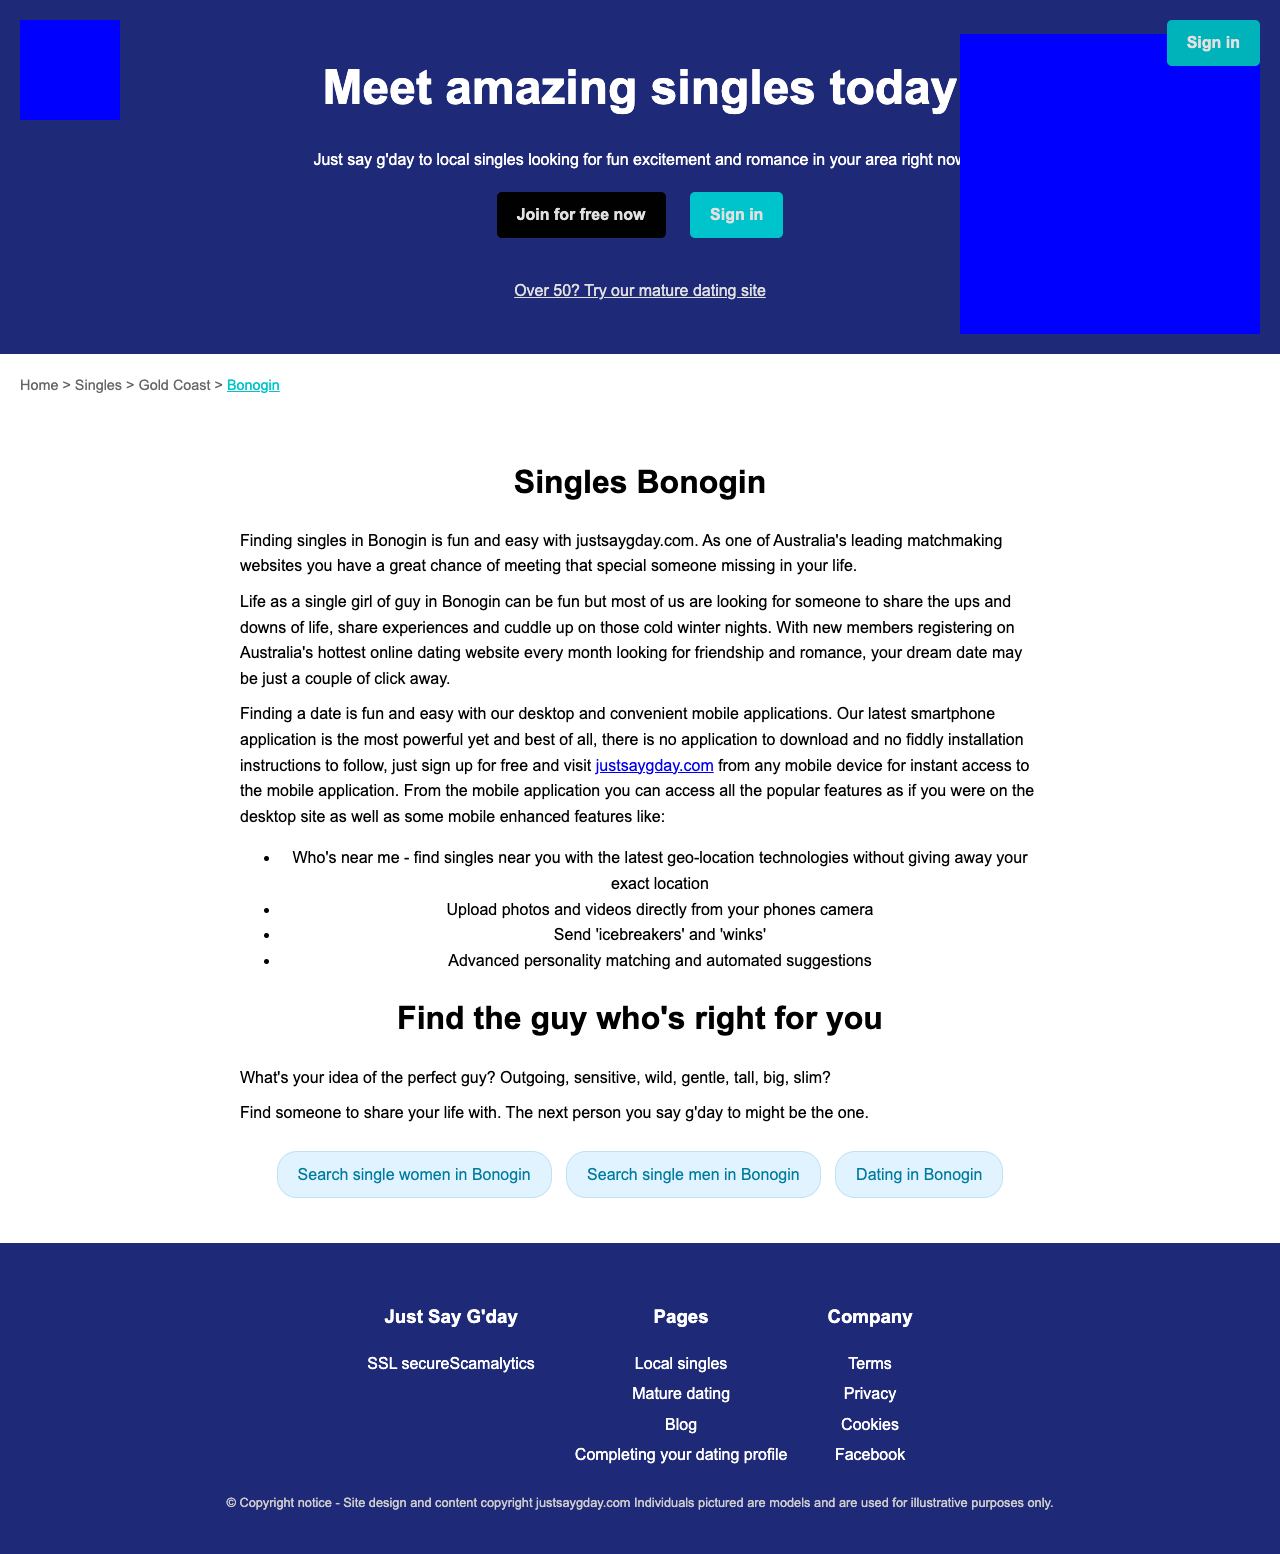 Sign in
Meet amazing singles today
Just say g'day to local singles looking for fun excitement and romance in your area right now
Join for free now
Sign in
Over 50? Try our mature dating site
Home > Singles > Gold Coast > Bonogin
Singles Bonogin
Finding singles in Bonogin is fun and easy with justsaygday.com. As one of Australia's leading matchmaking
websites you have a great chance of meeting that special someone missing in your life.
Life as a single girl of guy in Bonogin can be fun but most of us are looking for someone to share the ups and
downs of life, share experiences and cuddle up on those cold winter nights. With new members registering on
Australia's hottest online dating website every month looking for friendship and romance, your dream date may
be just a couple of click away.
Finding a date is fun and easy with our desktop and convenient mobile applications. Our latest smartphone
application is the most powerful yet and best of all, there is no application to download and no fiddly installation
instructions to follow, just sign up for free and visit justsaygday.com from any mobile device for instant access to
the mobile application. From the mobile application you can access all the popular features as if you were on the
desktop site as well as some mobile enhanced features like:
• Who's near me - find singles near you with the latest geo-location technologies without giving away your
exact location
• Upload photos and videos directly from your phones camera
• Send 'icebreakers' and 'winks'
• Advanced personality matching and automated suggestions
Find the guy who's right for you
What's your idea of the perfect guy? Outgoing, sensitive, wild, gentle, tall, big, slim?
Find someone to share your life with. The next person you say g'day to might be the one.
Search single women in Bonogin
Search single men in Bonogin
Dating in Bonogin
Just Say G'day
SSL secureScamalytics
Pages
Local singles
Mature dating
Blog
Completing your dating profile
Company
Terms
Privacy
Cookies
Facebook
© Copyright notice - Site design and content copyright justsaygday.com Individuals pictured are models and are used for illustrative purposes only.